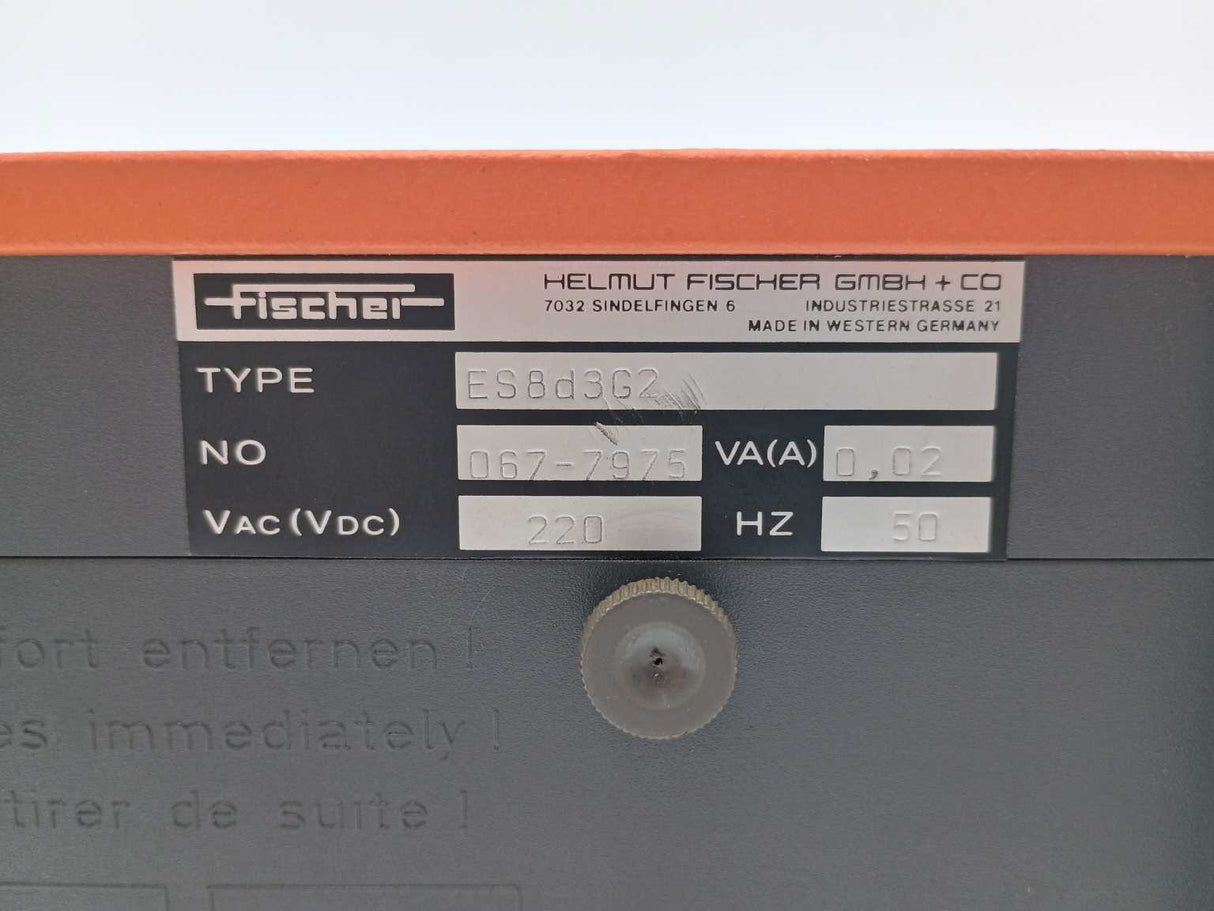 fischer
HELMUT FISCHER GMBH + CO
7032 SINDELFINGEN 6 INDUSTRIESTRASSE 21
MADE IN WESTERN GERMANY
TYPE ES8d3G2
NO 067-7975 VA(A) 0,02
VAC (VDC) 220 HZ 50
fort entfernen !
es immediately !
tirer de suite !